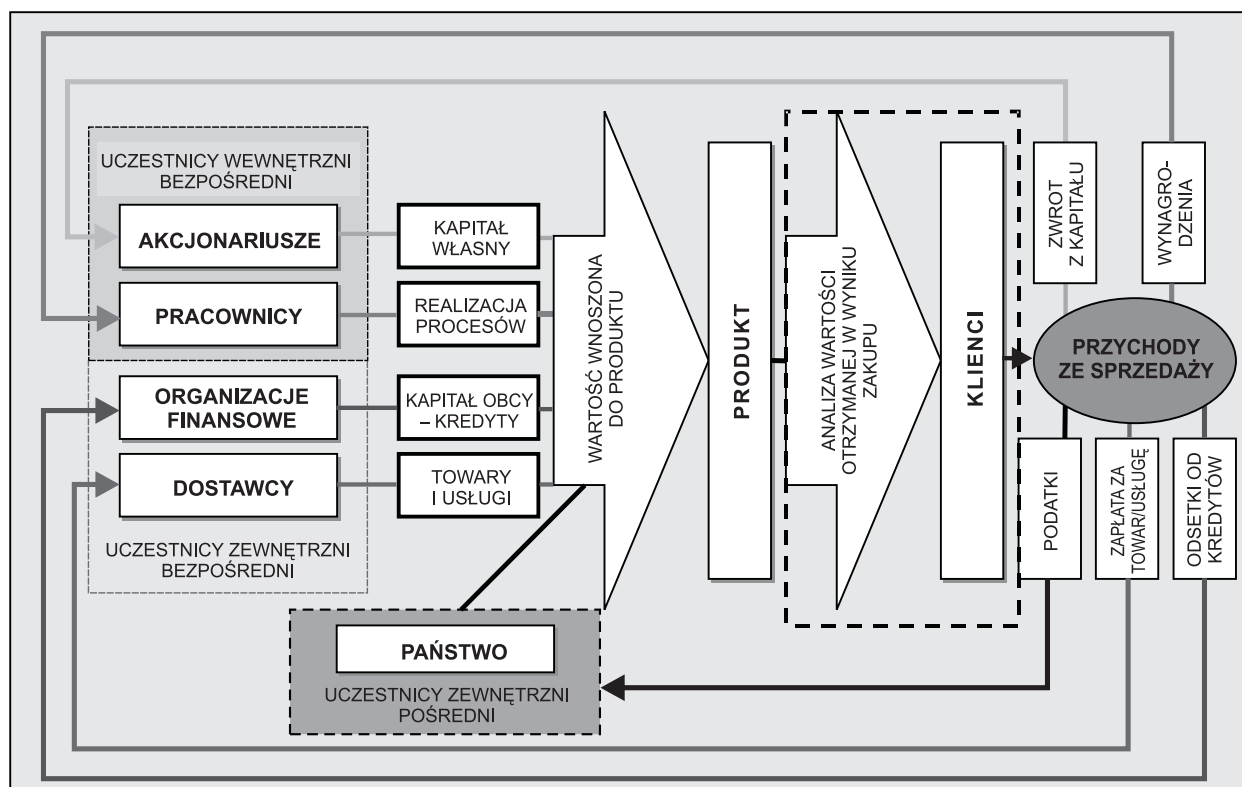 UCZESTNICY WEWNĘTRZNI
BEZPOŚREDNI
AKCJONARIUSZE
PRACOWNICY
ORGANIZACJE
FINANSOWE
DOSTAWCY
UCZESTNICY ZEWNĘTRZNI
BEZPOŚREDNI
KAPITAŁ
WŁASNY
REALIZACJA
PROCESÓW
KAPITAŁ OBCY
– KREDYTY
TOWARY
I USŁUGI
WARTOŚĆ WNOSZONA
DO PRODUKTU
PRODUKT
ANALIZA WARTOŚCI
OTRZYMANEJ W WYNIKU
ZAKUPU
KLIENCI
ZWROT
Z KAPITAŁU
WYNAGRO-
DZENIA
PRZYCHODY
ZE SPRZEDAŻY
PODATKI
ZAPŁATA ZA
TOWAR/USŁUGĘ
ODSETKI OD
KREDYTÓW
PAŃSTWO
UCZESTNICY ZEWNĘTRZNI
POŚREDNI